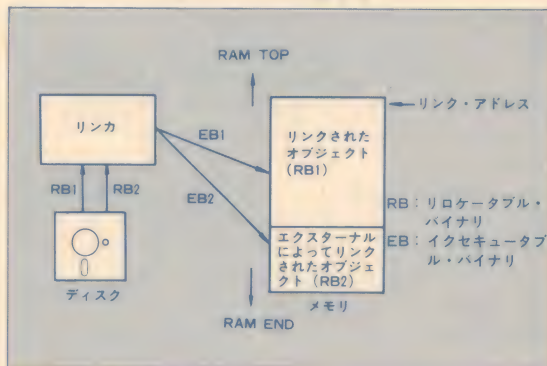 RAM TOP
リンカ
EB1
EB2
RB1
RB2
ディスク
リンク・アドレス
リンクされた
オブジェクト
(RB1)
エクスターナル
によってリンク
されたオブジェ
クト(RB2)
メモリ
RAM END
RB：リロケータブル・
バイナリ
EB：イクセキュータブ
ル・バイナリ